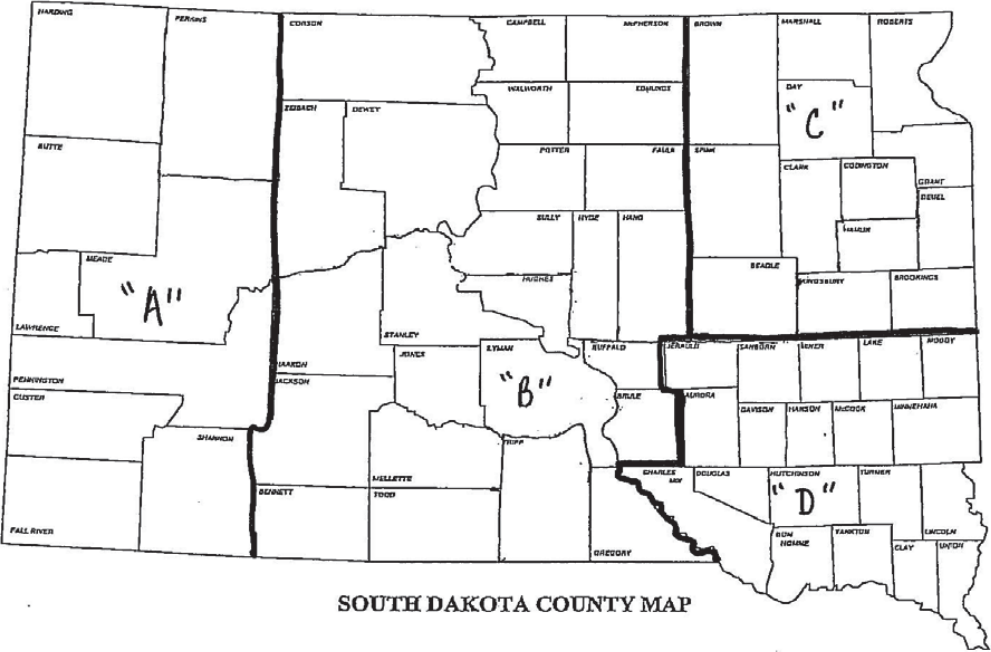 HARDING
PERKINS
CORSON
CAMPBELL
McPHERSON
BROWN
MARSHALL
ROBERTS
ZIEBACH
DEWEY
WALWORTH
EDMUNDS
DAY
"C"
BUTTE
POTTER
FAULK
SPINK
CLARK
CODINGTON
GRANT
DEUEL
SULLY
HYDE
HAND
HAMLIN
MEADE
"A"
HUGHES
BEADLE
KINGSBURY
BROOKINGS
LAWRENCE
STANLEY
HAAKON
JONES
LYMAN
BUFFALO
JERAULD
SANBORN
MINER
LAKE
MOODY
PENNINGTON
JACKSON
"B"
BRULE
AURORA
CUSTER
DAVISON
HANSON
McCOOK
MINNEHAHA
SHANNON
TRIPP
MELLETTE
CHARLES MIX
DOUGLAS
HUTCHINSON
TURNER
"D"
BENNETT
TODD
FALL RIVER
GREGORY
BON HOMME
YANKTON
CLAY
LINCOLN
UNION
SOUTH DAKOTA COUNTY MAP